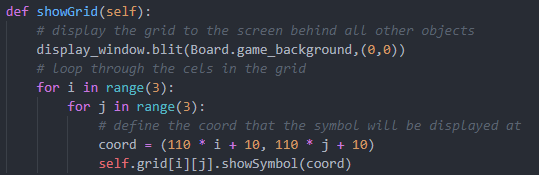 def showGrid(self):
    # display the grid to the screen behind all other objects
    display_window.blit(Board.game_background,(0,0))
    # loop through the cels in the grid
    for i in range(3):
        for j in range(3):
            # define the coord that the symbol will be displayed at
            coord = (110 * i + 10, 110 * j + 10)
            self.grid[i][j].showSymbol(coord)